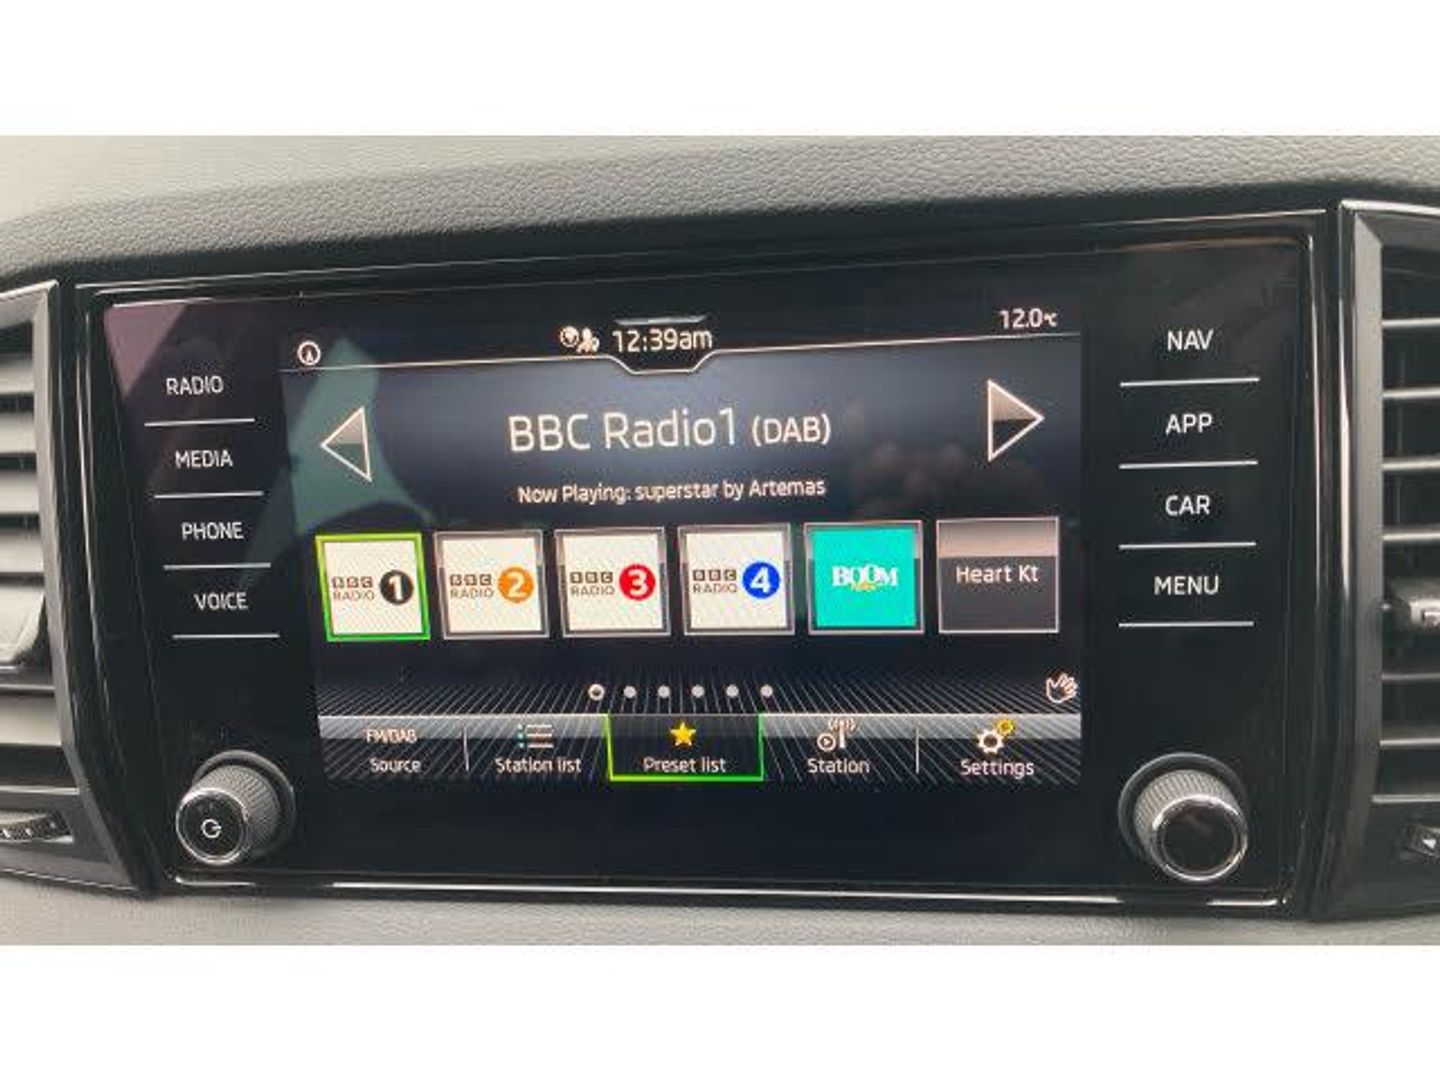 12:39am
12.0°C
RADIO
MEDIA
PHONE
VOICE
BBC Radio1 (DAB)
Now Playing: superstar by Artemas
BBC RADIO 1
BBC RADIO 2
BBC RADIO 3
BBC RADIO 4
BOOM
Heart Kt
FM/DAB
Source
Station list
Preset list
Station
Settings
NAV
APP
CAR
MENU